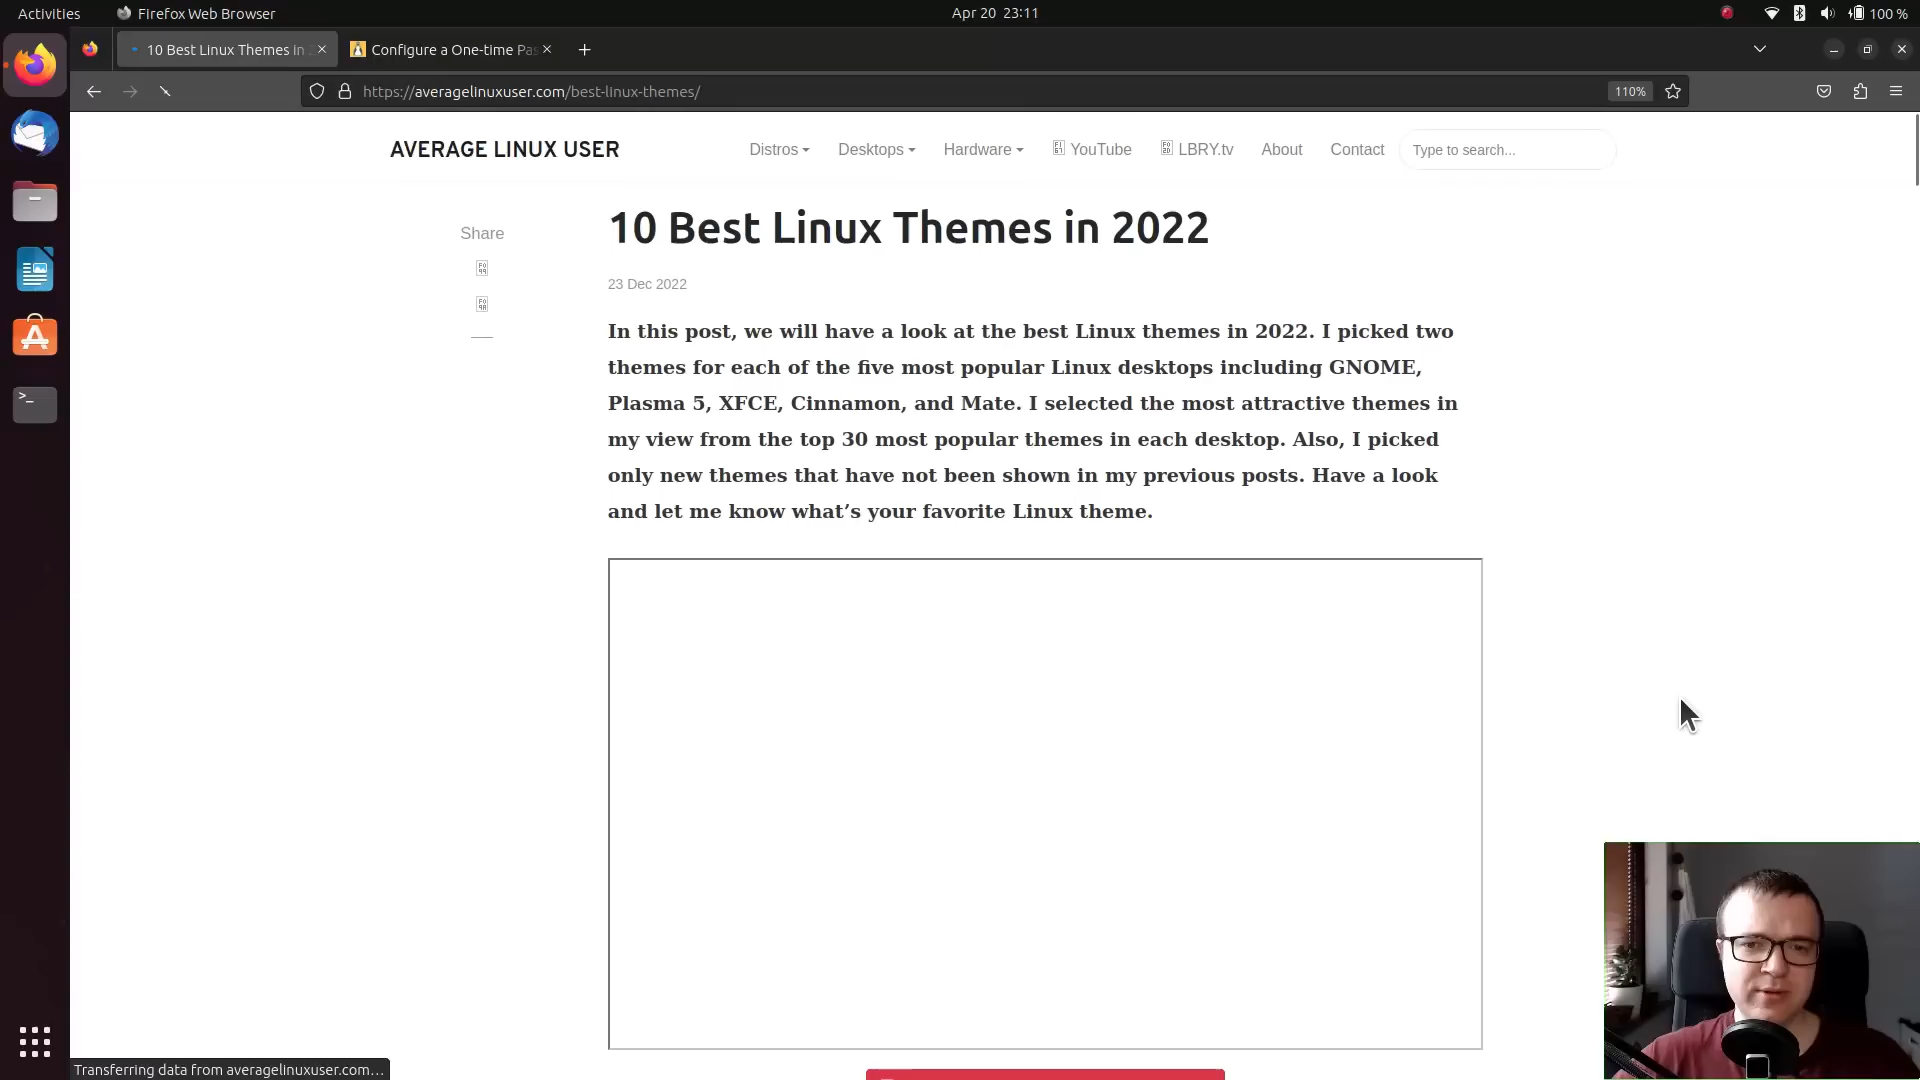 Activities
Firefox Web Browser
Apr 20 23:11
100 %
10 Best Linux Themes in
Configure a One-time Pas
https://averagelinuxuser.com/best-linux-themes/
110%
AVERAGE LINUX USER
Distros
Desktops
Hardware
YouTube
LBRY.tv
About
Contact
Type to search...
Share
10 Best Linux Themes in 2022
23 Dec 2022
In this post, we will have a look at the best Linux themes in 2022. I picked two
themes for each of the five most popular Linux desktops including GNOME,
Plasma 5, XFCE, Cinnamon, and Mate. I selected the most attractive themes in
my view from the top 30 most popular themes in each desktop. Also, I picked
only new themes that have not been shown in my previous posts. Have a look
and let me know what’s your favorite Linux theme.
Transferring data from averagelinuxuser.com…